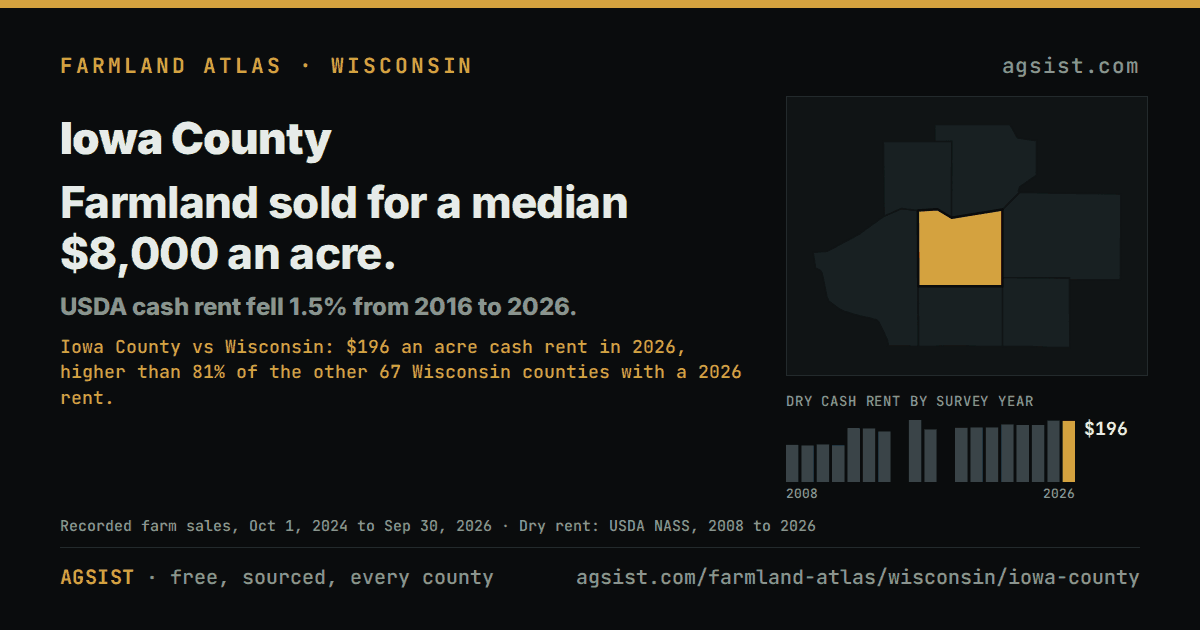 FARMLAND ATLAS · WISCONSIN
agsist.com
Iowa County
Farmland sold for a median
$8,000 an acre.
USDA cash rent fell 1.5% from 2016 to 2026.
Iowa County vs Wisconsin: $196 an acre cash rent in 2026,
higher than 81% of the other 67 Wisconsin counties with a 2026
rent.
DRY CASH RENT BY SURVEY YEAR
$196
2008
2026
Recorded farm sales, Oct 1, 2024 to Sep 30, 2026 · Dry rent: USDA NASS, 2008 to 2026
AGSIST · free, sourced, every county
agsist.com/farmland-atlas/wisconsin/iowa-county